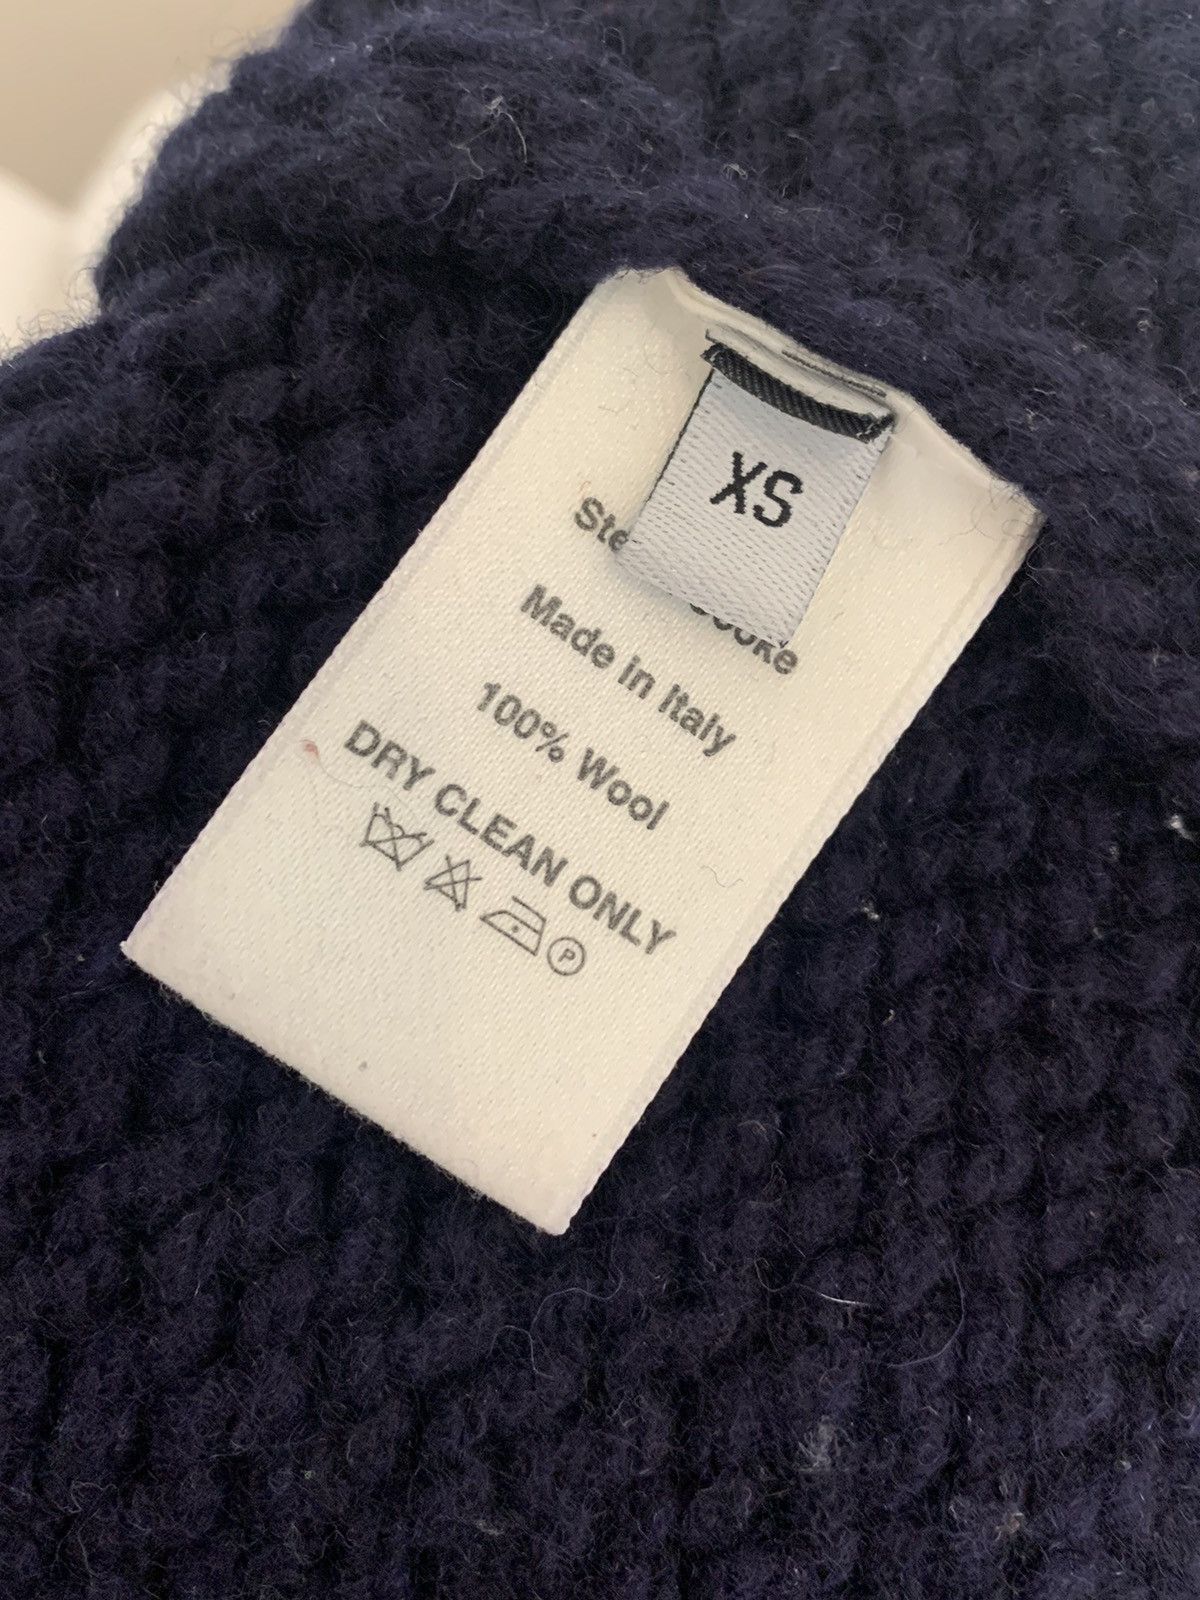 XS
Made in Italy
100% Wool
DRY CLEAN ONLY
P